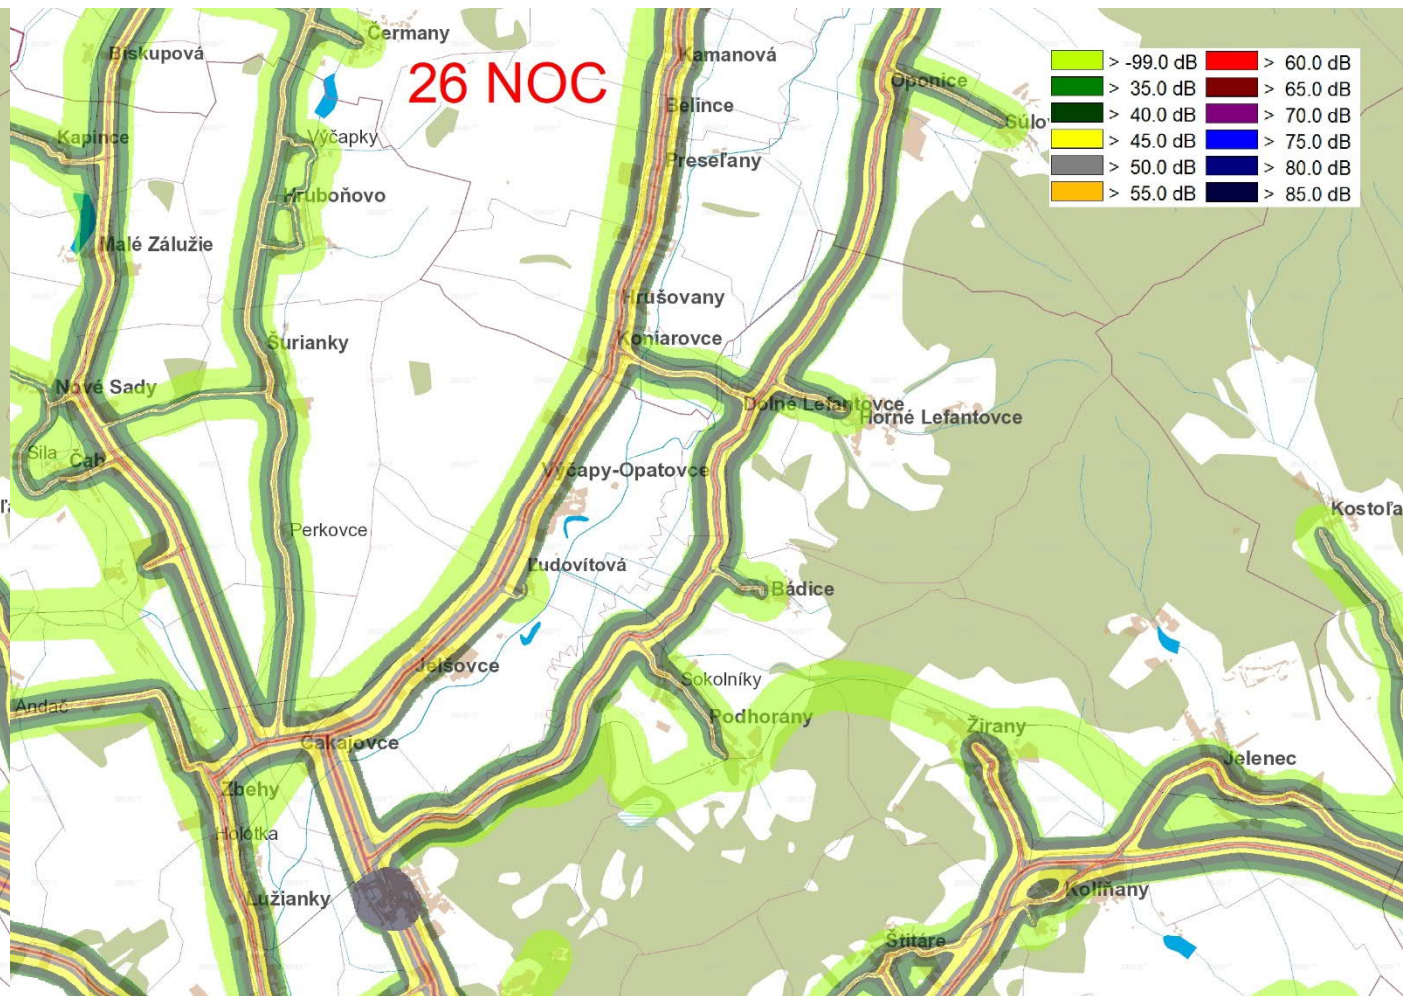 Čermany
Biskupová
Kamanová
26 NOC
Oponice
> -99.0 dB
> 60.0 dB
> 35.0 dB
> 65.0 dB
> 40.0 dB
> 70.0 dB
> 45.0 dB
> 75.0 dB
> 50.0 dB
> 80.0 dB
> 55.0 dB
> 85.0 dB
Belince
Kapince
Výčapky
Preseľany
Hruboňovo
Malé Zálužie
Hrušovany
Šurianky
Koniarovce
Nové Sady
Dolné Lefantovce
Horné Lefantovce
Sila
Čab
Výčapy-Opatovce
Perkovce
Ľudovítová
Bádice
Jelšovce
Sokolníky
Andač
Podhorany
Žirany
Čakajovce
Jelenec
Zbehy
Holotka
Lužianky
Kolíňany
Štitáre